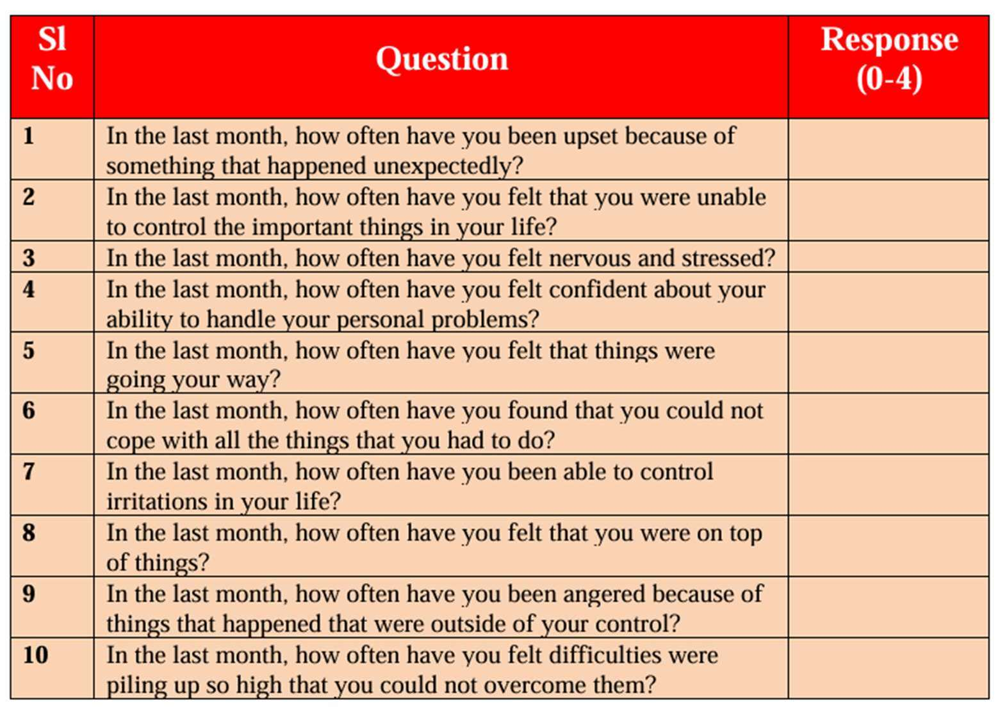 Sl
No
Question
Response
(0-4)
1
In the last month, how often have you been upset because of
something that happened unexpectedly?
2
In the last month, how often have you felt that you were unable
to control the important things in your life?
3
In the last month, how often have you felt nervous and stressed?
4
In the last month, how often have you felt confident about your
ability to handle your personal problems?
5
In the last month, how often have you felt that things were
going your way?
6
In the last month, how often have you found that you could not
cope with all the things that you had to do?
7
In the last month, how often have you been able to control
irritations in your life?
8
In the last month, how often have you felt that you were on top
of things?
9
In the last month, how often have you been angered because of
things that happened that were outside of your control?
10
In the last month, how often have you felt difficulties were
piling up so high that you could not overcome them?